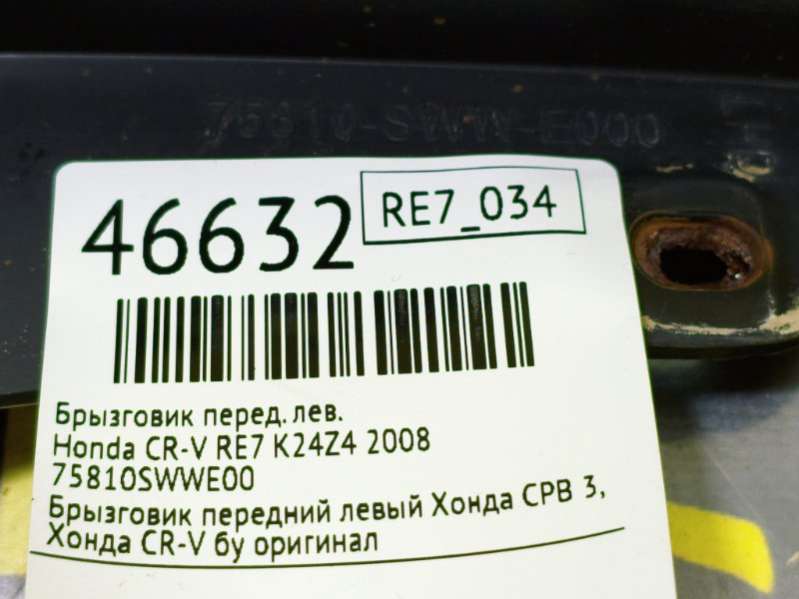 75810-SWW-E000
46632
RE7_034
Брызговик перед. лев.
Honda CR-V RE7 K24Z4 2008
75810SWWE00
Брызговик передний левый Хонда СРВ 3,
Хонда CR-V бу оригинал